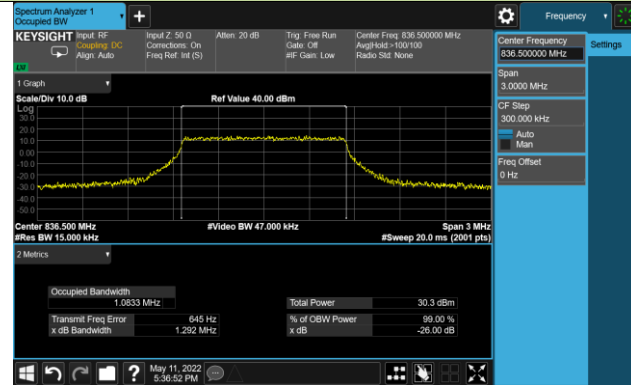 Spectrum Analyzer 1
Occupied BW
Frequency
KEYSIGHT
Input: RF
Coupling: DC
Align: Auto
Input Z: 50 Ω
Corrections: On
Freq Ref: Int (S)
Atten: 20 dB
Trig: Free Run
Gate: Off
#IF Gain: Low
Center Freq: 836.500000 MHz
Avg|Hold:>100/100
Radio Std: None
Center Frequency
836.500000 MHz
Settings
Span
3.0000 MHz
CF Step
300.000 kHz
Auto
Man
Freq Offset
0 Hz
1 Graph
Scale/Div 10.0 dB
Ref Value 40.00 dBm
Log
30.0
20.0
10.0
0.00
-10.0
-20.0
-30.0
-40.0
-50.0
Center 836.500 MHz
#Video BW 47.000 kHz
Span 3 MHz
#Res BW 15.000 kHz
#Sweep 20.0 ms (2001 pts)
2 Metrics
Occupied Bandwidth
1.0833 MHz
Total Power
30.3 dBm
Transmit Freq Error
645 Hz
% of OBW Power
99.00 %
x dB Bandwidth
1.292 MHz
x dB
-26.00 dB
May 11, 2022
5:36:52 PM